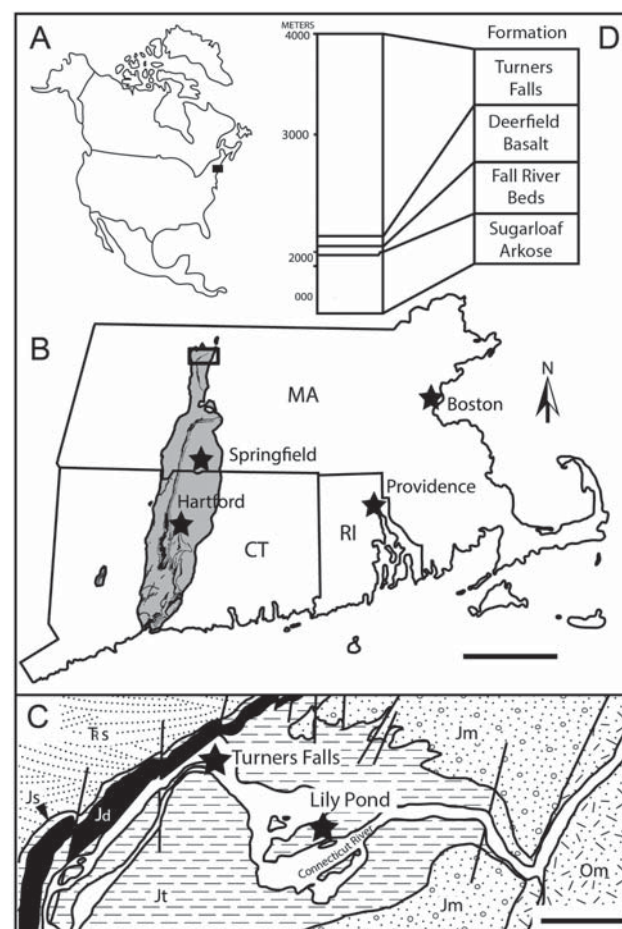 A
METERS
4000
3000
2000
000
Formation
D
Turners
Falls
Deerfield
Basalt
Fall River
Beds
Sugarloaf
Arkose
B
MA
N
Boston
Springfield
Providence
Hartford
RI
CT
C
Ꞧs
Turners Falls
Jm
Js
Jd
Lily Pond
Connecticut River
Jt
Jm
Om